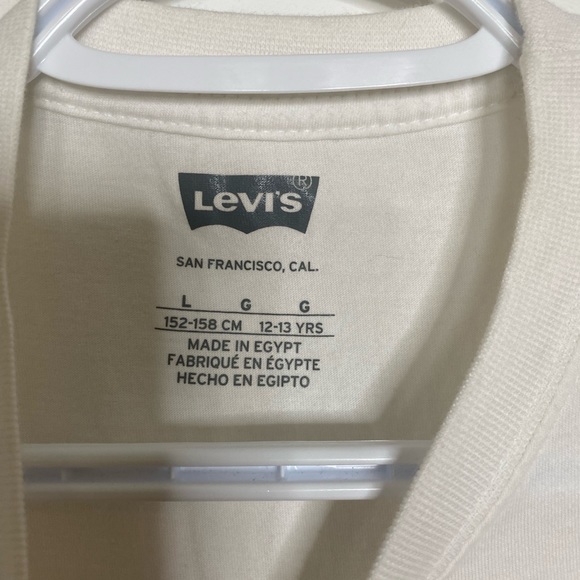 Levi's ®
SAN FRANCISCO, CAL.
L G G
152-158 CM 12-13 YRS
MADE IN EGYPT
FABRIQUÉ EN ÉGYPTE
HECHO EN EGIPTO